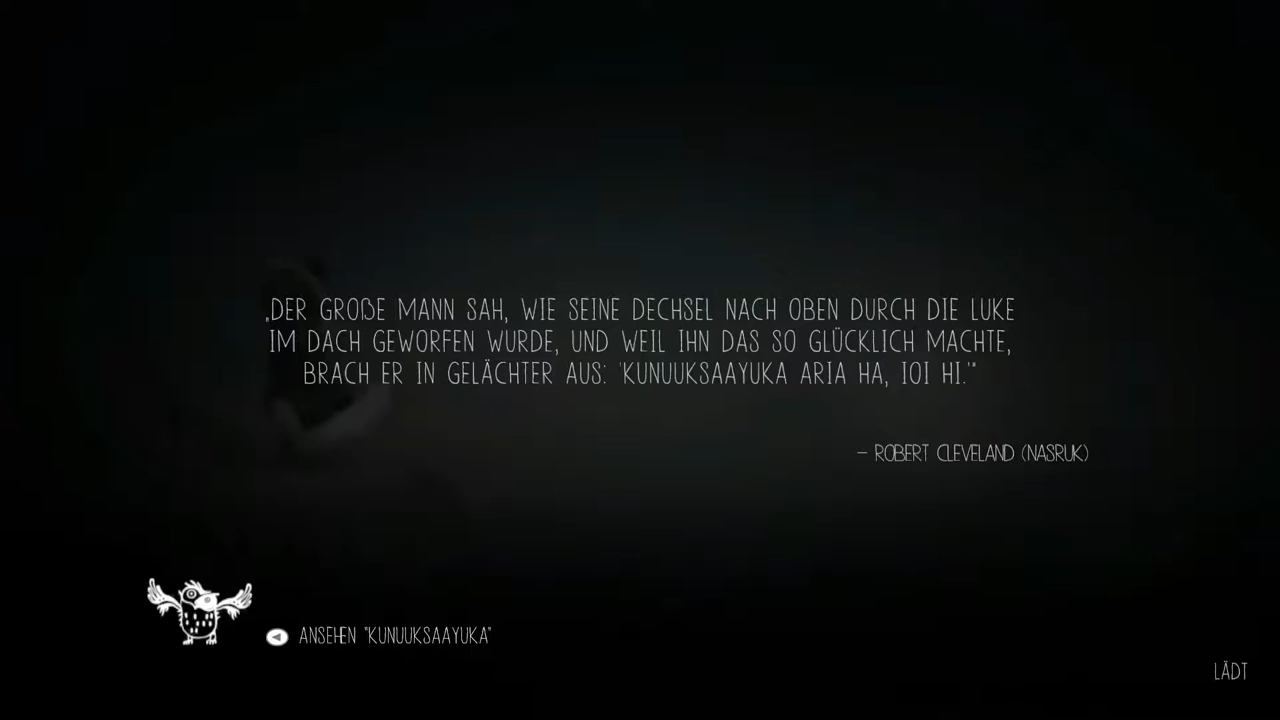 „DER GROßE MANN SAH, WIE SEINE DECHSEL NACH OBEN DURCH DIE LUKE
IM DACH GEWORFEN WURDE, UND WEIL IHN DAS SO GLÜCKLICH MACHTE,
BRACH ER IN GELÄCHTER AUS: 'KUNUUKSAAYUKA ARIA HA, IOI HI.'"
– ROBERT CLEVELAND (NASRUK)
ANSEHEN "KUNUUKSAAYUKA"
LÄDT